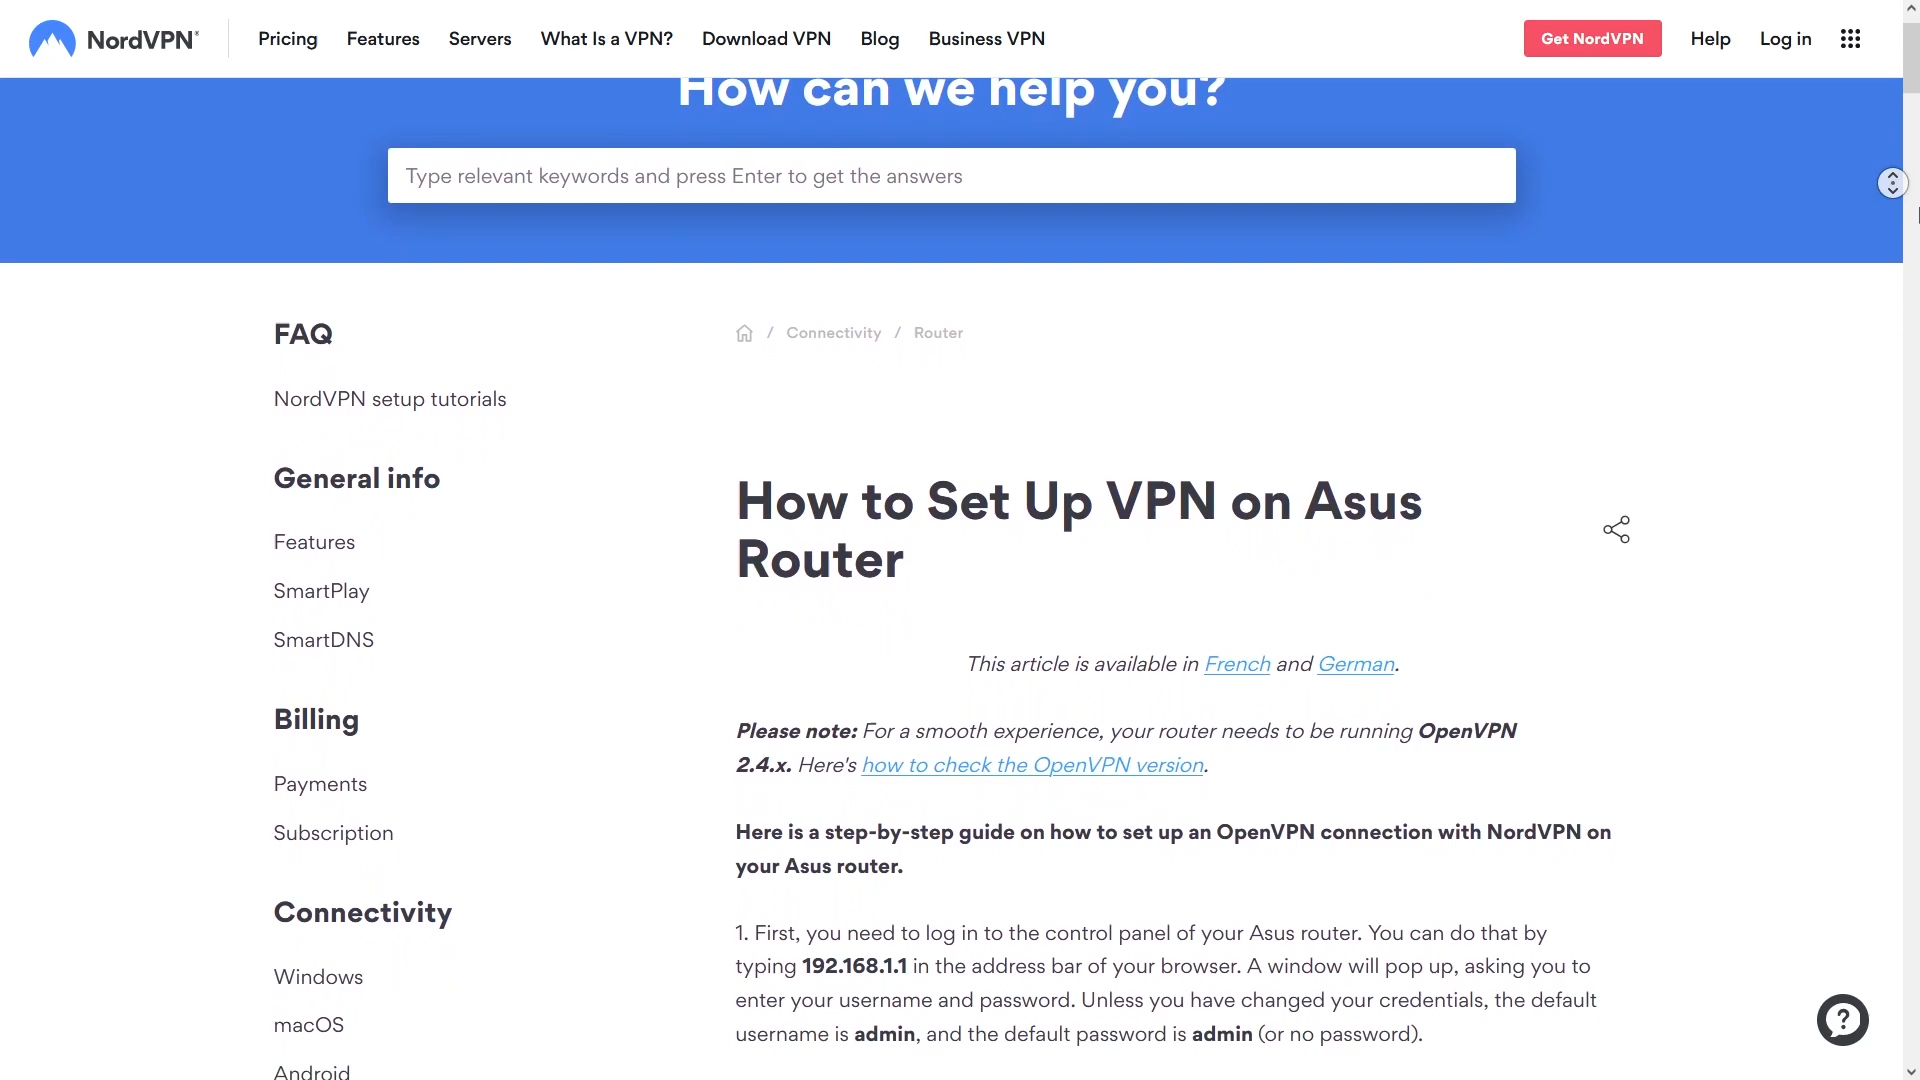 NordVPN®
Pricing
Features
Servers
What Is a VPN?
Download VPN
Blog
Business VPN
Get NordVPN
Help
Log in
How can we help you?
Type relevant keywords and press Enter to get the answers
FAQ
NordVPN setup tutorials
General info
Features
SmartPlay
SmartDNS
Billing
Payments
Subscription
Connectivity
Windows
macOS
Android
/ Connectivity / Router
How to Set Up VPN on Asus
Router
This article is available in French and German.
Please note: For a smooth experience, your router needs to be running OpenVPN
2.4.x. Here's how to check the OpenVPN version.
Here is a step-by-step guide on how to set up an OpenVPN connection with NordVPN on
your Asus router.
1. First, you need to log in to the control panel of your Asus router. You can do that by
typing 192.168.1.1 in the address bar of your browser. A window will pop up, asking you to
enter your username and password. Unless you have changed your credentials, the default
username is admin, and the default password is admin (or no password).
?